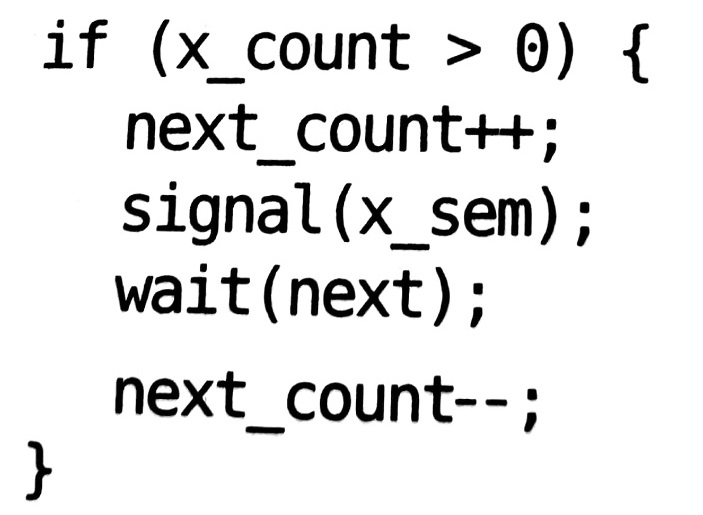 if (x_count > 0) {
next_count++;
signal(x_sem);
wait(next);
next_count--;
}